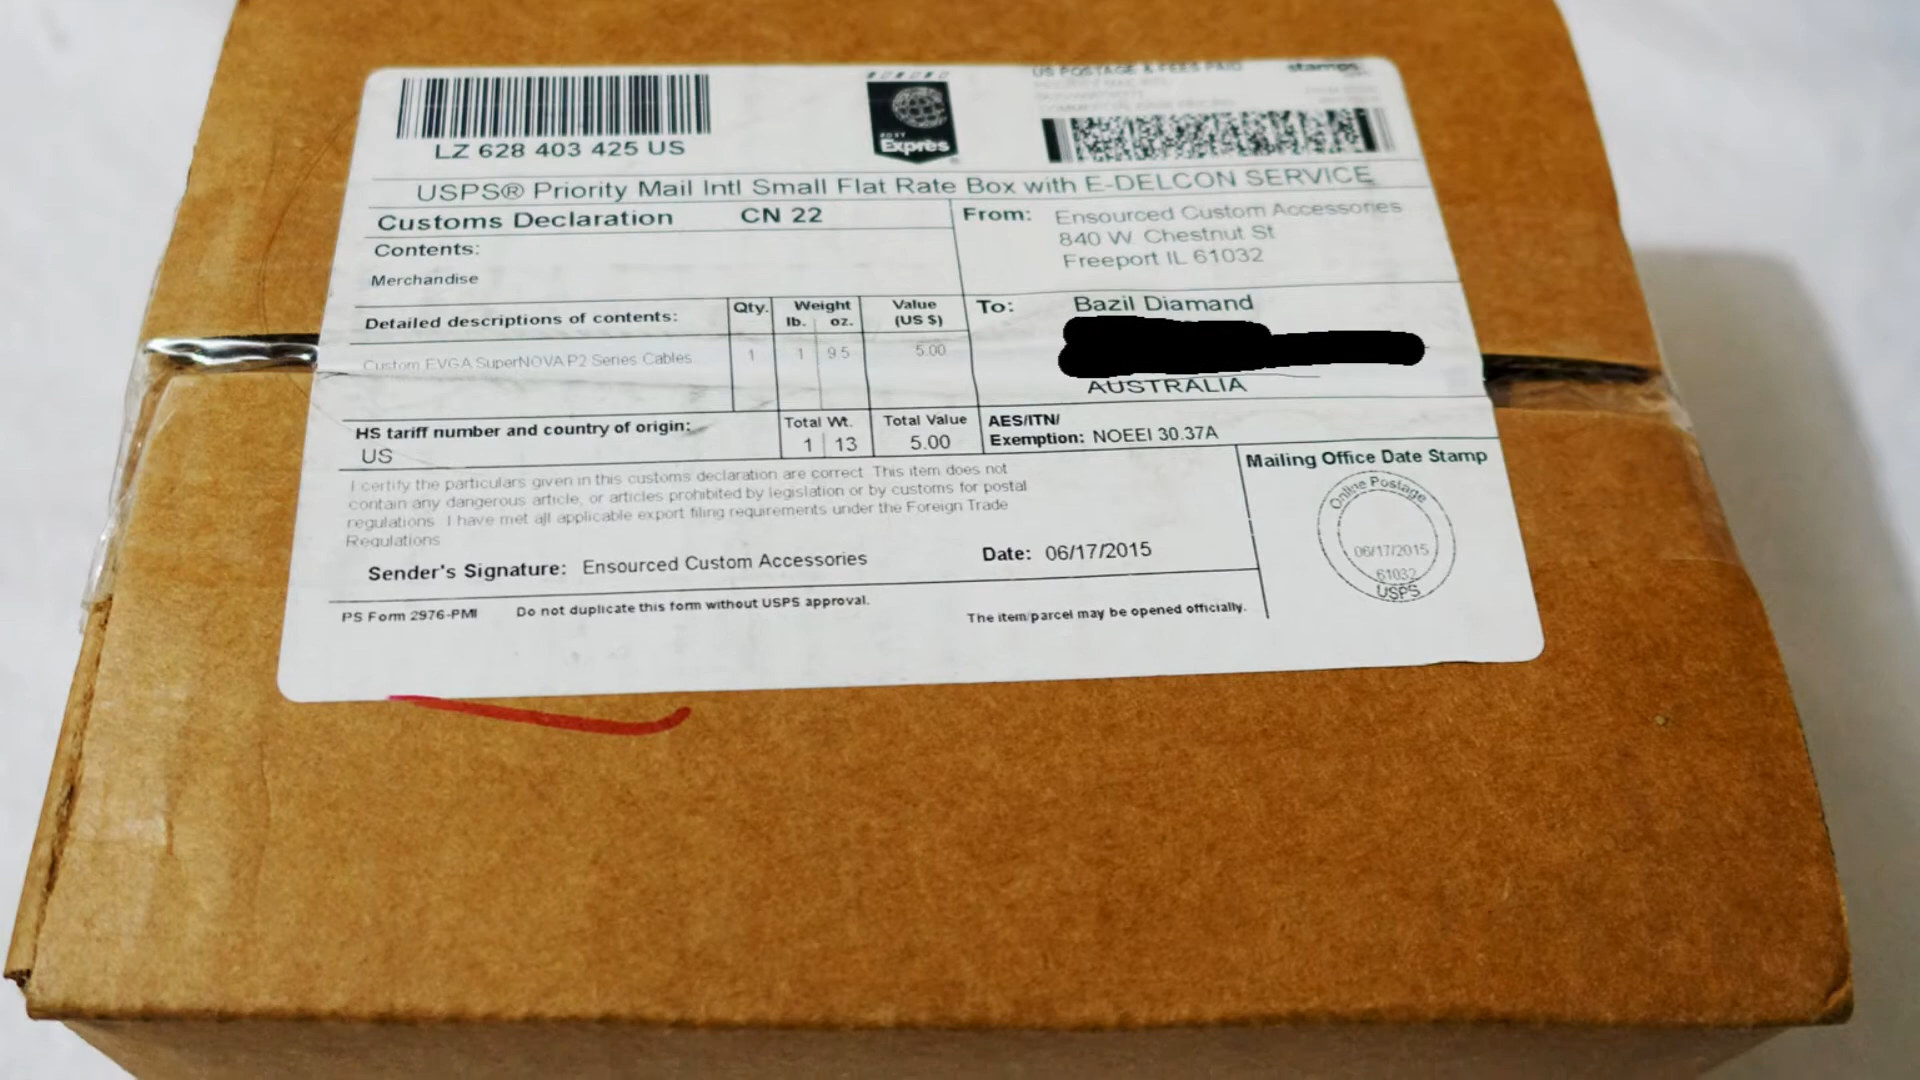 US POSTAGE & FEES PAID
stamps
LZ 628 403 425 US
POST
Exprès
USPS® Priority Mail Intl Small Flat Rate Box with E-DELCON SERVICE
Customs Declaration CN 22
From: Ensourced Custom Accessories
840 W Chestnut St
Freeport IL 61032
Contents:
Merchandise
To: Bazil Diamand
AUSTRALIA
Detailed descriptions of contents: Qty. Weight lb. oz. Value (US $)
Custom EVGA SuperNOVA P2 Series Cables 1 1 9.5 5.00
HS tariff number and country of origin: Total Wt. Total Value
US 1 13 5.00
AES/ITN/
Exemption: NOEEI 30.37A
I certify the particulars given in this customs declaration are correct. This item does not
contain any dangerous article, or articles prohibited by legislation or by customs for postal
regulations. I have met all applicable export filing requirements under the Foreign Trade
Regulations
Sender's Signature: Ensourced Custom Accessories Date: 06/17/2015
Mailing Office Date Stamp
Online Postage
06/17/2015
61032
USPS
PS Form 2976-PMI Do not duplicate this form without USPS approval. The item/parcel may be opened officially.